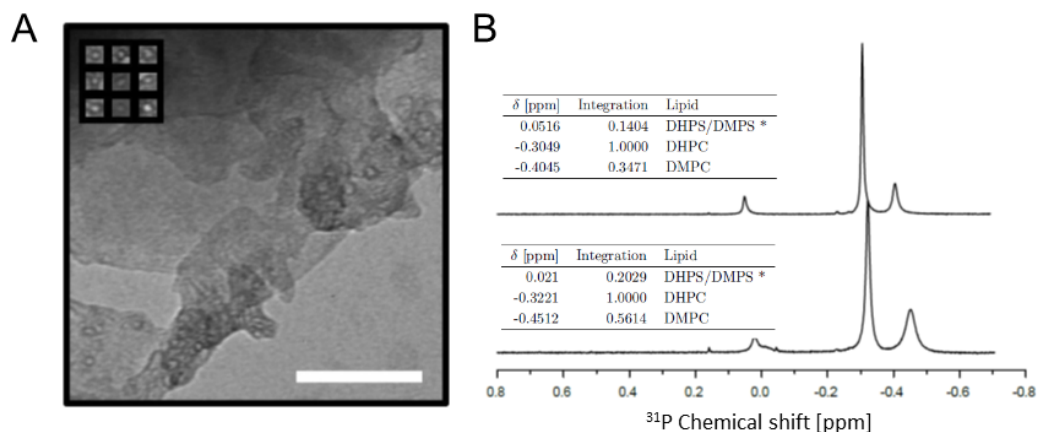 A
B
δ [ppm] Integration Lipid
0.0516 0.1404 DHPS/DMPS *
-0.3049 1.0000 DHPC
-0.4045 0.3471 DMPC
δ [ppm] Integration Lipid
0.021 0.2029 DHPS/DMPS *
-0.3221 1.0000 DHPC
-0.4512 0.5614 DMPC
0.8 0.6 0.4 0.2 0.0 -0.2 -0.4 -0.6 -0.8
³¹P Chemical shift [ppm]